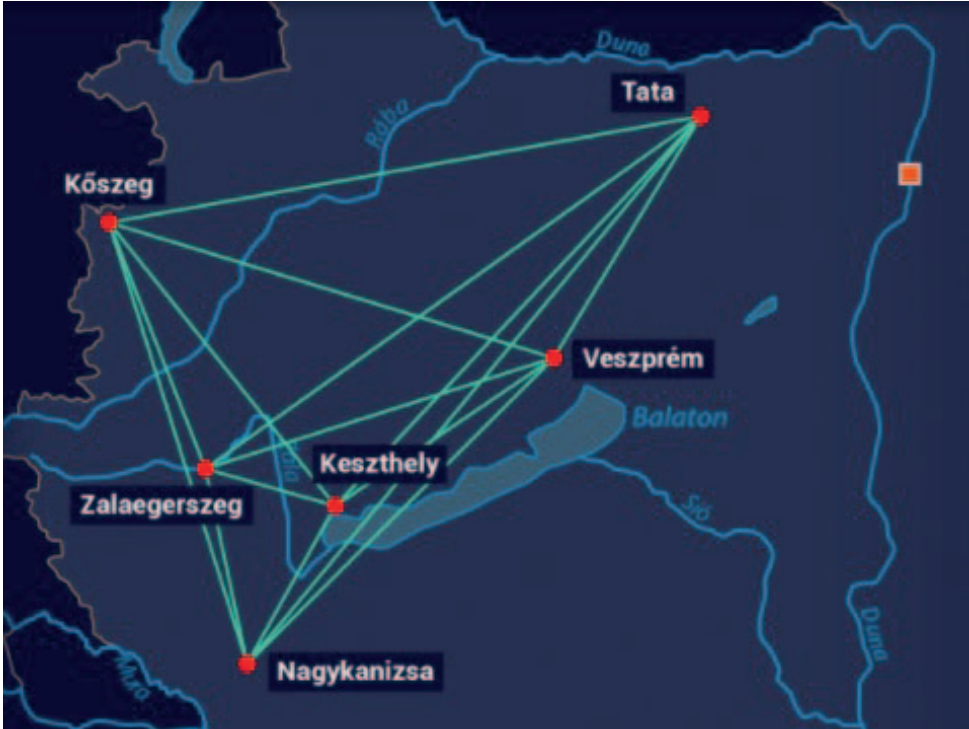 Duna
Tata
Rába
Kőszeg
Veszprém
Balaton
Keszthely
Zala
Zalaegerszeg
Sió
Duna
Nagykanizsa
Mura